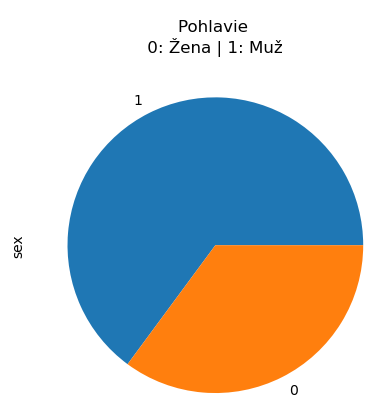 Pohlavie
0: Žena | 1: Muž
1
sex
0